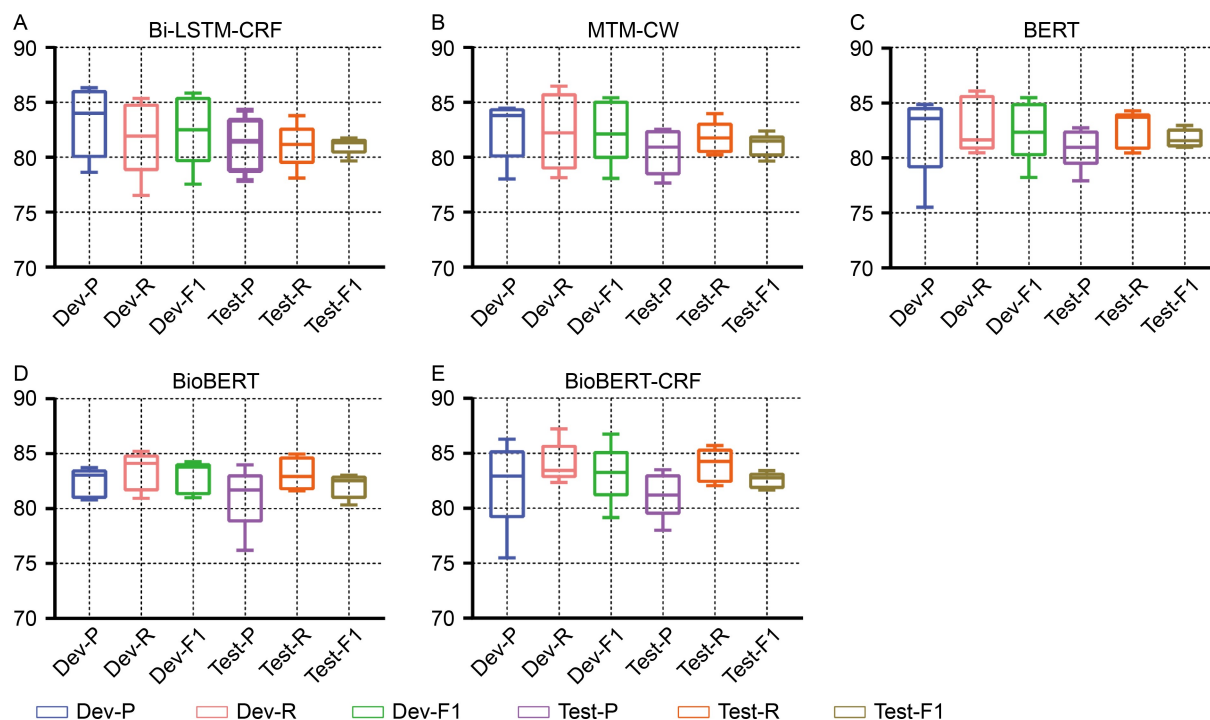 A
Bi-LSTM-CRF
90
85
80
75
70
Dev-P
Dev-R
Dev-F1
Test-P
Test-R
Test-F1
B
MTM-CW
90
85
80
75
70
Dev-P
Dev-R
Dev-F1
Test-P
Test-R
Test-F1
C
BERT
90
85
80
75
70
Dev-P
Dev-R
Dev-F1
Test-P
Test-R
Test-F1
D
BioBERT
90
85
80
75
70
Dev-P
Dev-R
Dev-F1
Test-P
Test-R
Test-F1
E
BioBERT-CRF
90
85
80
75
70
Dev-P
Dev-R
Dev-F1
Test-P
Test-R
Test-F1
Dev-P Dev-R Dev-F1 Test-P Test-R Test-F1